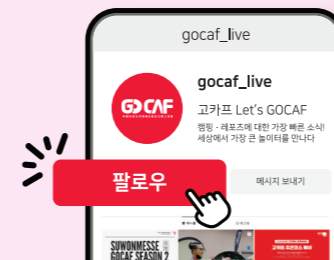 gocaf_live
GOCAF
gocaf_live
고카프 Let's GOCAF
캠핑 · 레포츠에 대한 가장 빠른 소식!
세상에서 가장 큰 놀이터를 만나다
팔로우
메시지 보내기
SUWONMESSE
GOCAF SEASON 2